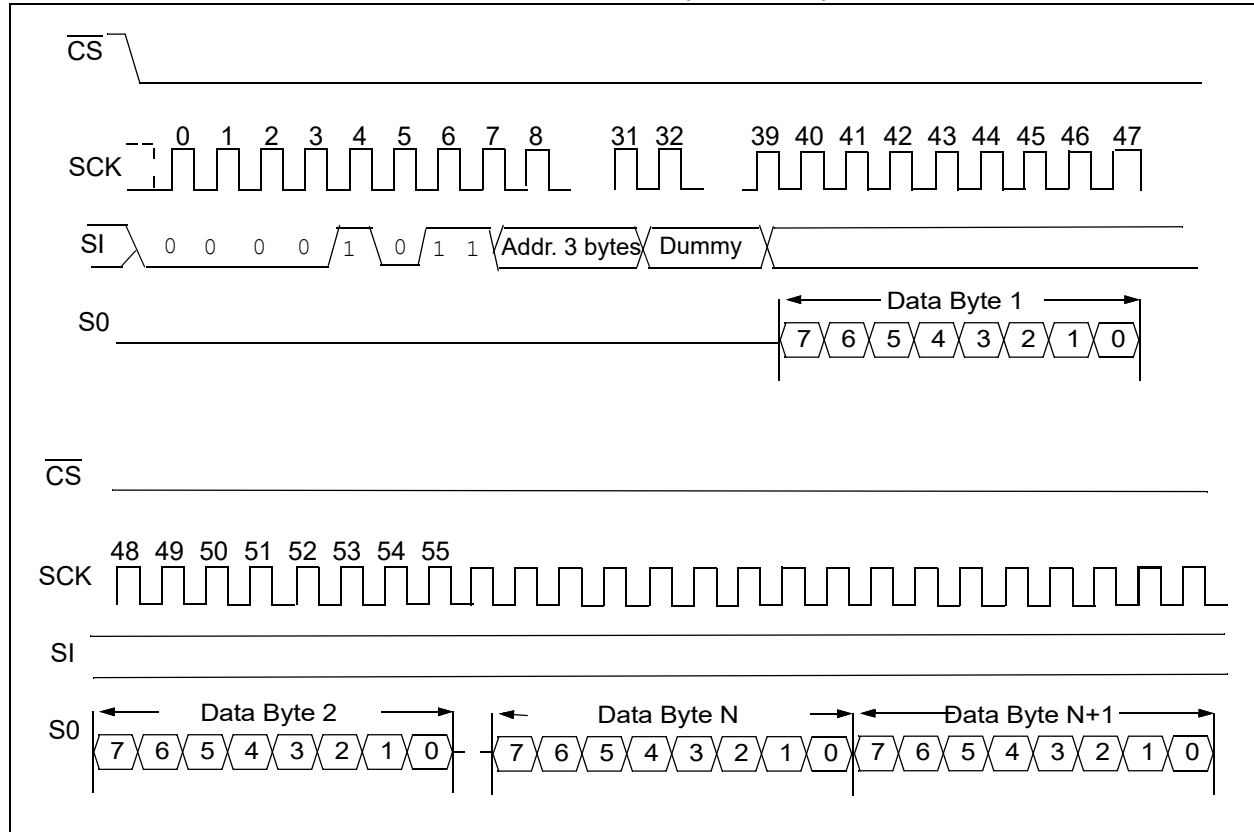 CS
0 1 2 3 4 5 6 7 8 31 32 39 40 41 42 43 44 45 46 47
SCK
SI 0 0 0 0 1 0 1 1 Addr. 3 bytes Dummy
Data Byte 1
S0
7 6 5 4 3 2 1 0
CS
48 49 50 51 52 53 54 55
SCK
SI
Data Byte 2 Data Byte N Data Byte N+1
S0
7 6 5 4 3 2 1 0 7 6 5 4 3 2 1 0 7 6 5 4 3 2 1 0